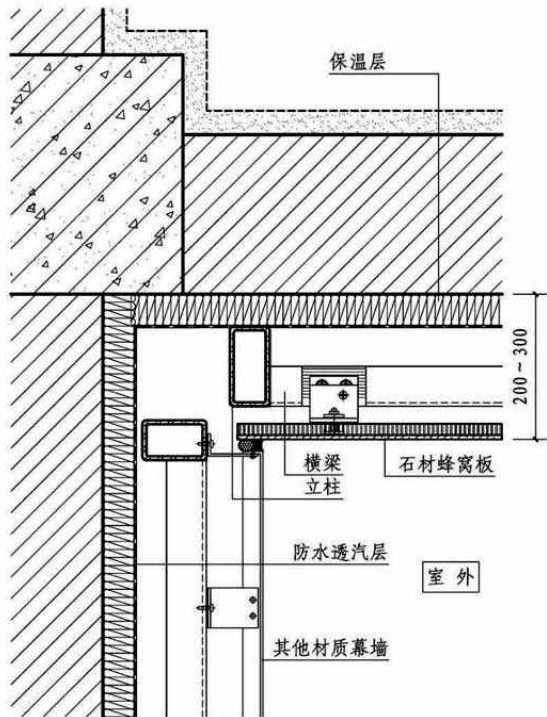 保温层
200～300
横梁
石材蜂窝板
立柱
防水透汽层
室 外
其他材质幕墙